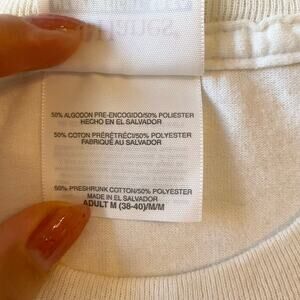 50% ALGODON PRE-ENCOGIDO/50% POLIESTER
HECHO EN EL SALVADOR
50% COTON PRÉRÉTRÉCI/50% POLYESTER
FABRIQUÉ AU SALVADOR
50% PRESHRUNK COTTON/50% POLYESTER
MADE IN EL SALVADOR
ADULT M (38-40)/M/M